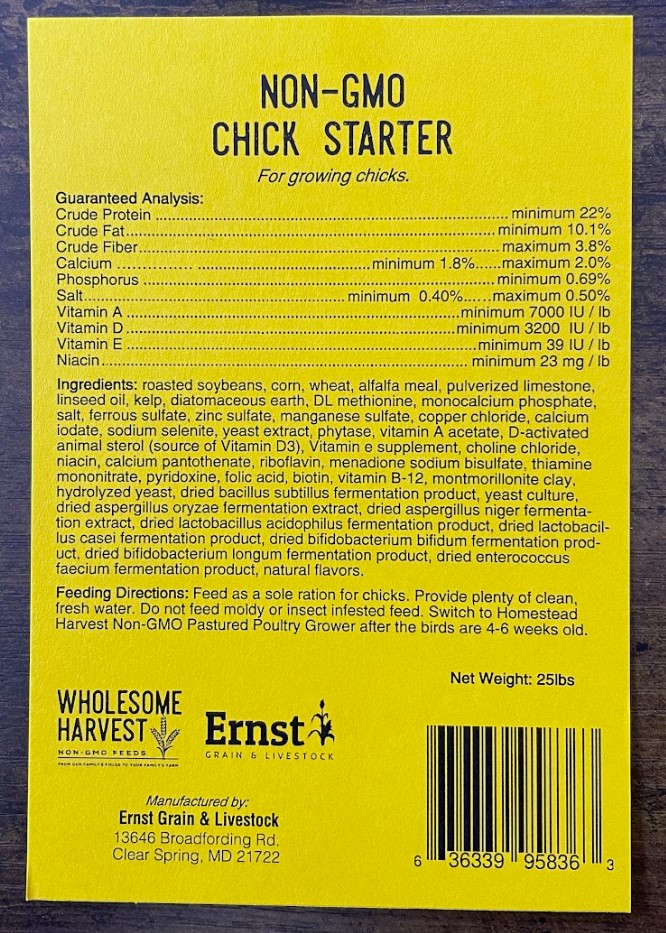 NON-GMO
CHICK STARTER
For growing chicks.
Guaranteed Analysis:
Crude Protein ........................ minimum 22%
Crude Fat........................ minimum 10.1%
Crude Fiber........................ maximum 3.8%
Calcium ............ ............minimum 1.8%......maximum 2.0%
Phosphorus ........................ minimum 0.69%
Salt........................ minimum 0.40%......maximum 0.50%
Vitamin A ........................minimum 7000 IU / lb
Vitamin D ........................minimum 3200 IU / lb
Vitamin E ........................ minimum 39 IU / lb
Niacin........................ minimum 23 mg / lb
Ingredients: roasted soybeans, corn, wheat, alfalfa meal, pulverized limestone,
linseed oil, kelp, diatomaceous earth, DL methionine, monocalcium phosphate,
salt, ferrous sulfate, zinc sulfate, manganese sulfate, copper chloride, calcium
iodate, sodium selenite, yeast extract, phytase, vitamin A acetate, D-activated
animal sterol (source of Vitamin D3), Vitamin e supplement, choline chloride,
niacin, calcium pantothenate, riboflavin, menadione sodium bisulfate, thiamine
mononitrate, pyridoxine, folic acid, biotin, vitamin B-12, montmorillonite clay,
hydrolyzed yeast, dried bacillus subtillus fermentation product, yeast culture,
dried aspergillus oryzae fermentation extract, dried aspergillus niger fermenta-
tion extract, dried lactobacillus acidophilus fermentation product, dried lactobacil-
lus casei fermentation product, dried bifidobacterium bifidum fermentation prod-
uct, dried bifidobacterium longum fermentation product, dried enterococcus
faecium fermentation product, natural flavors.
Feeding Directions: Feed as a sole ration for chicks. Provide plenty of clean,
fresh water. Do not feed moldy or insect infested feed. Switch to Homestead
Harvest Non-GMO Pastured Poultry Grower after the birds are 4-6 weeks old.
Net Weight: 25lbs
WHOLESOME
HARVEST
NON-GMO FEEDS
FROM OUR FAMILY'S FIELDS TO YOUR FAMILY'S FARM
Ernst
GRAIN & LIVESTOCK
Manufactured by:
Ernst Grain & Livestock
13646 Broadfording Rd.
Clear Spring, MD 21722
6 36339 95836 3